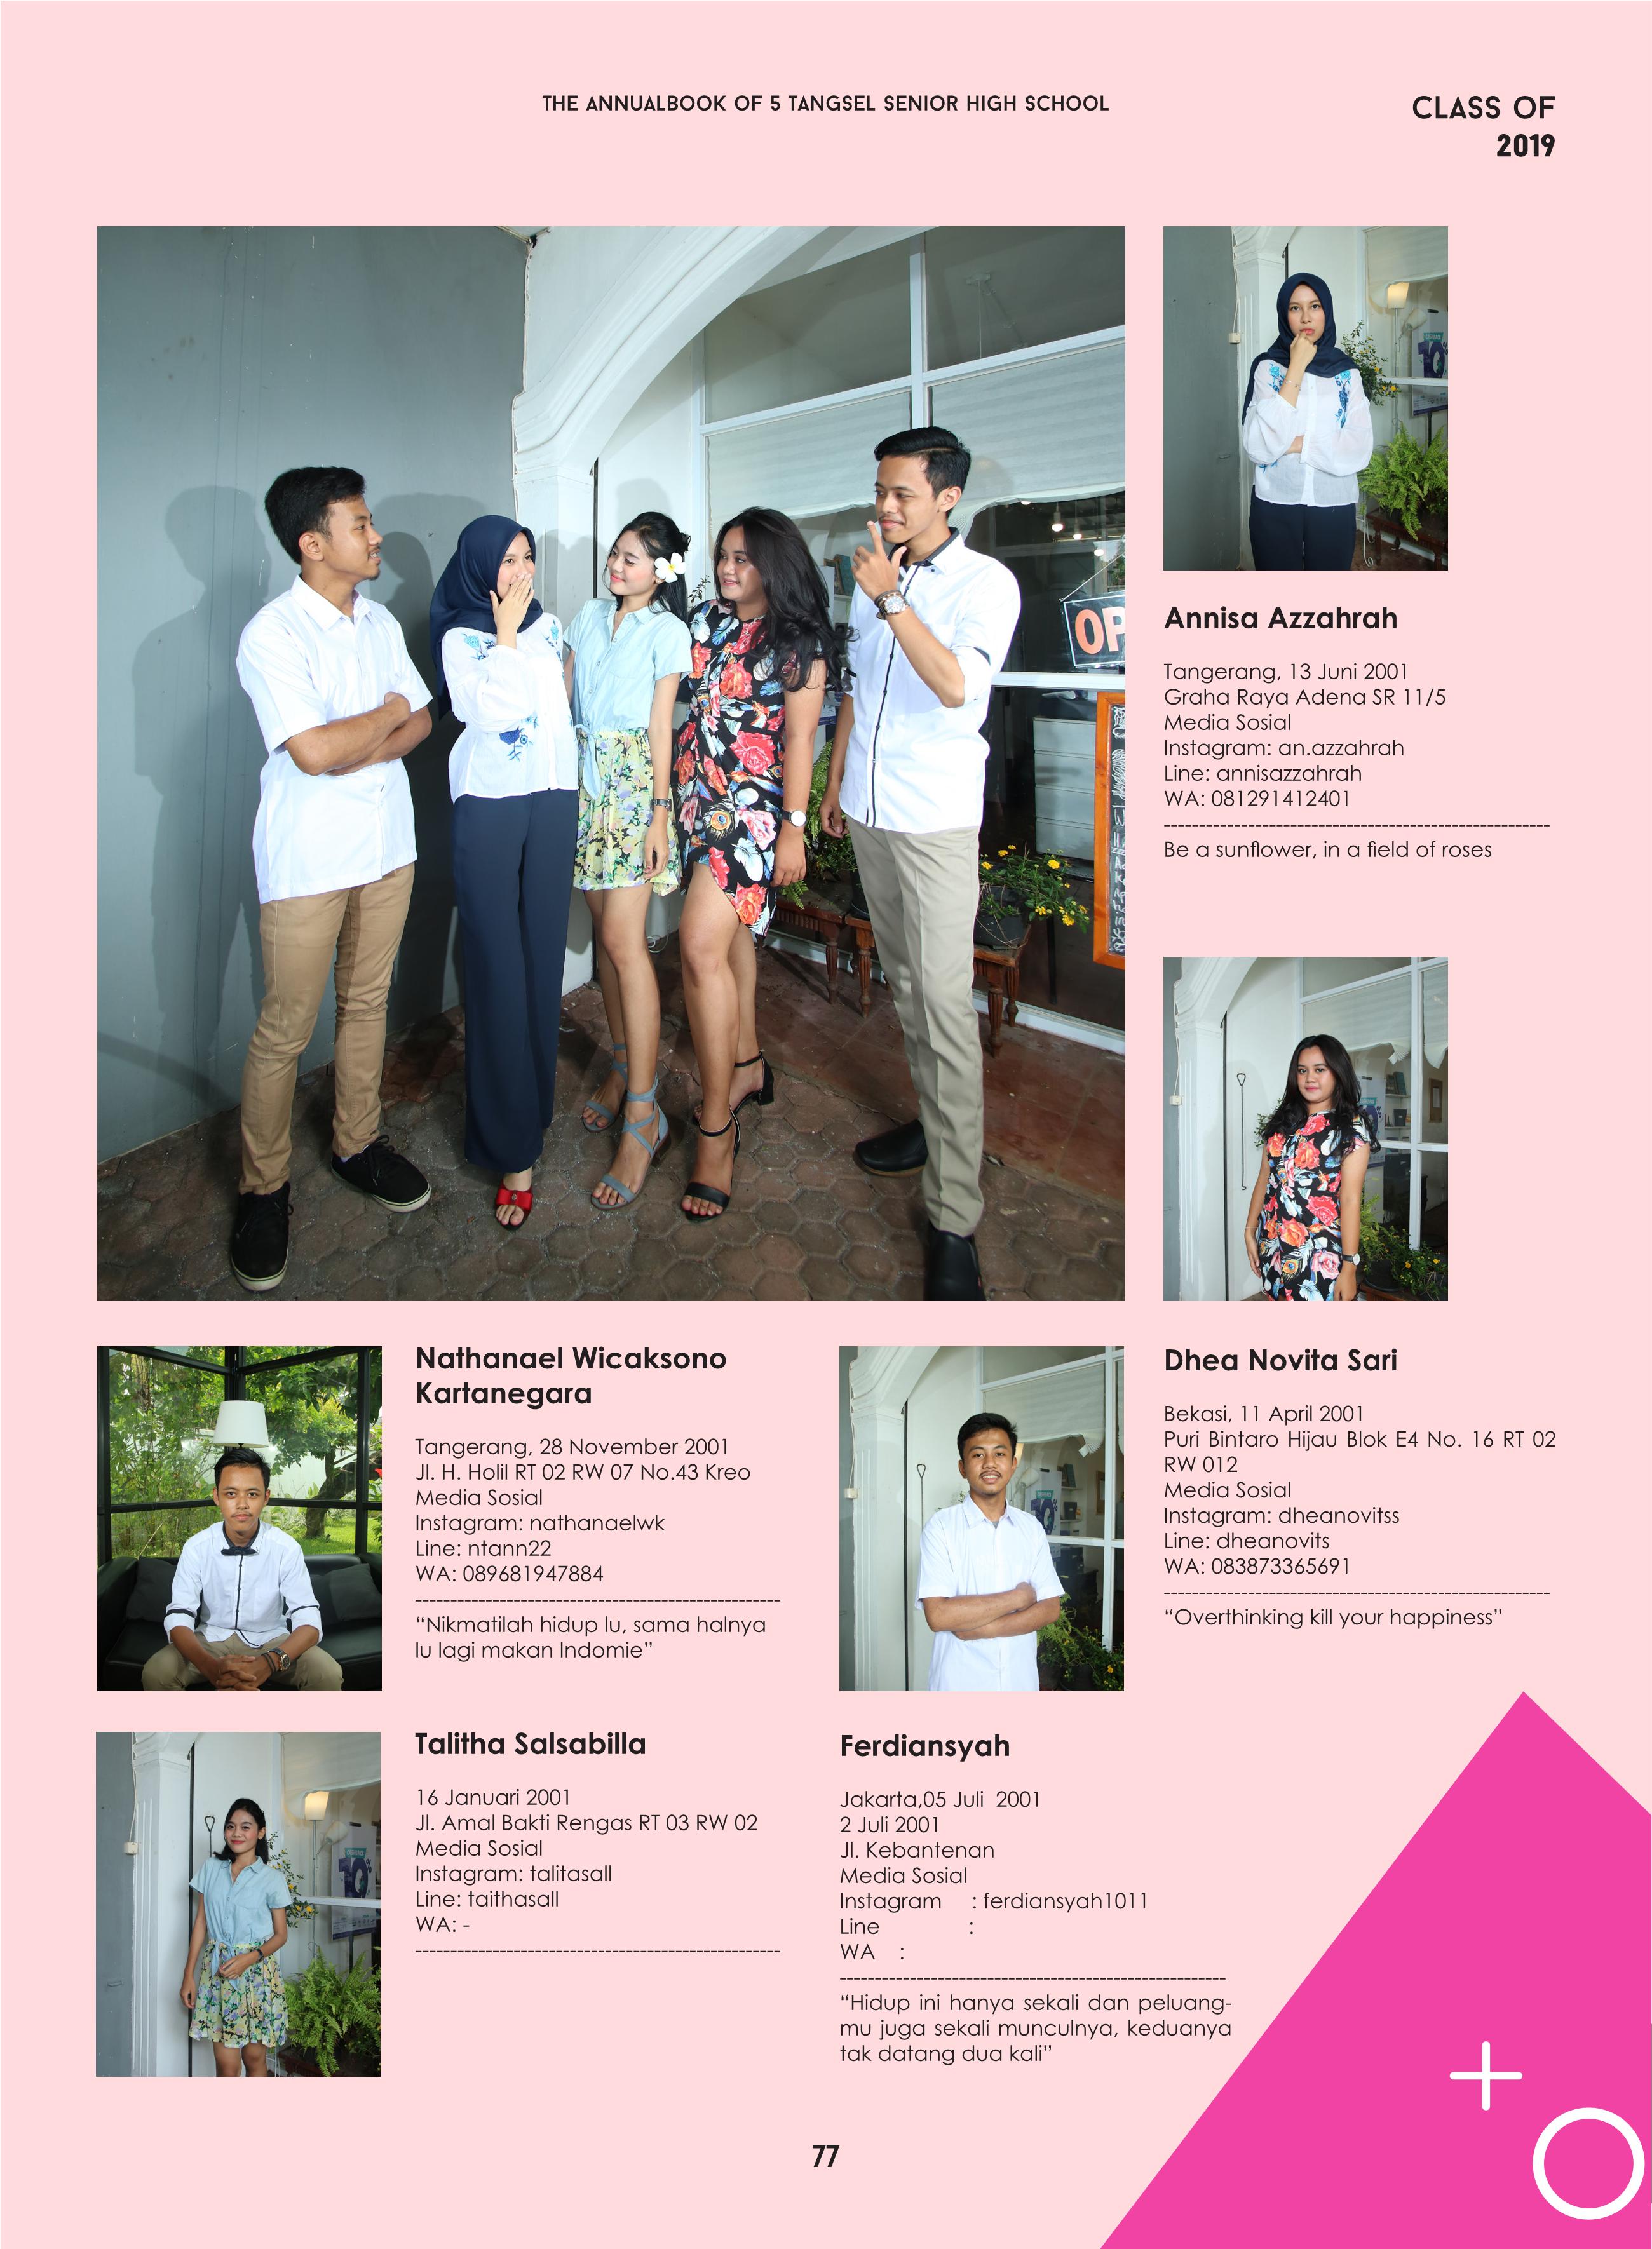 THE ANNUALBOOK OF 5 TANGSEL SENIOR HIGH SCHOOL
CLASS OF
2019
OP
Annisa Azzahrah
Tangerang, 13 Juni 2001
Graha Raya Adena SR 11/5
Media Sosial
Instagram: an.azzahrah
Line: annisazzahrah
WA: 081291412401
-------------------------------------------------------
Be a sunflower, in a field of roses
Nathanael Wicaksono
Kartanegara
Tangerang, 28 November 2001
Jl. H. Holil RT 02 RW 07 No.43 Kreo
Media Sosial
Instagram: nathanaelwk
Line: ntann22
WA: 089681947884
----------------------------------------------------
“Nikmatilah hidup lu, sama halnya
lu lagi makan Indomie”
Dhea Novita Sari
Bekasi, 11 April 2001
Puri Bintaro Hijau Blok E4 No. 16 RT 02
RW 012
Media Sosial
Instagram: dheanovitss
Line: dheanovits
WA: 083873365691
-------------------------------------------------------
“Overthinking kill your happiness”
Talitha Salsabilla
16 Januari 2001
Jl. Amal Bakti Rengas RT 03 RW 02
Media Sosial
Instagram: talitasall
Line: taithasall
WA: -
----------------------------------------------------
Ferdiansyah
Jakarta,05 Juli  2001
2 Juli 2001
Jl. Kebantenan
Media Sosial
Instagram : ferdiansyah1011
Line :
WA :
-------------------------------------------------------
“Hidup ini hanya sekali dan peluang-
mu juga sekali munculnya, keduanya
tak datang dua kali”
77